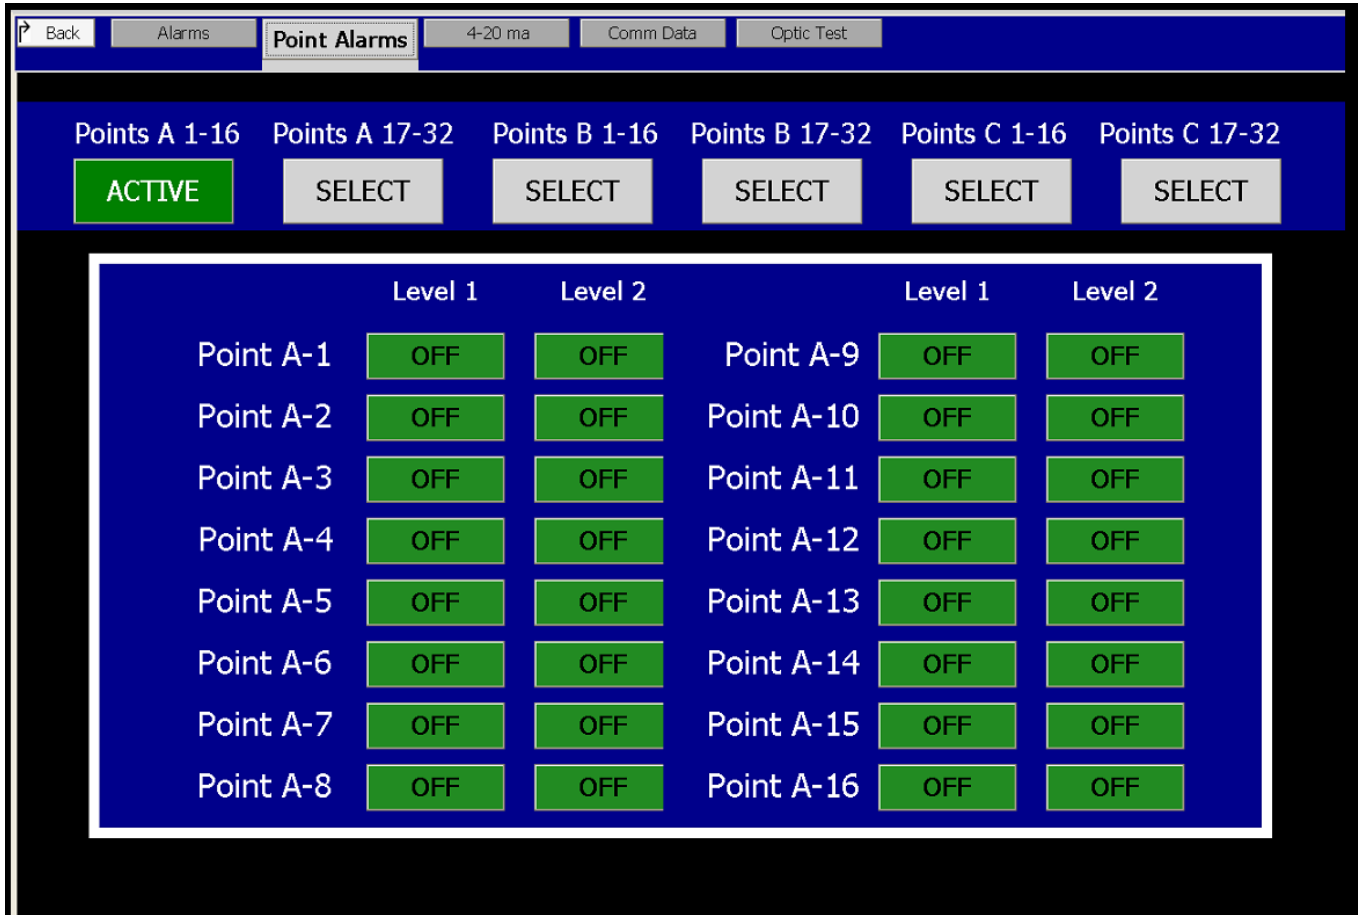 Back Alarms Point Alarms 4-20 ma Comm Data Optic Test
Points A 1-16 Points A 17-32 Points B 1-16 Points B 17-32 Points C 1-16 Points C 17-32
ACTIVE SELECT SELECT SELECT SELECT SELECT
Level 1 Level 2 Level 1 Level 2
Point A-1 OFF OFF Point A-9 OFF OFF
Point A-2 OFF OFF Point A-10 OFF OFF
Point A-3 OFF OFF Point A-11 OFF OFF
Point A-4 OFF OFF Point A-12 OFF OFF
Point A-5 OFF OFF Point A-13 OFF OFF
Point A-6 OFF OFF Point A-14 OFF OFF
Point A-7 OFF OFF Point A-15 OFF OFF
Point A-8 OFF OFF Point A-16 OFF OFF